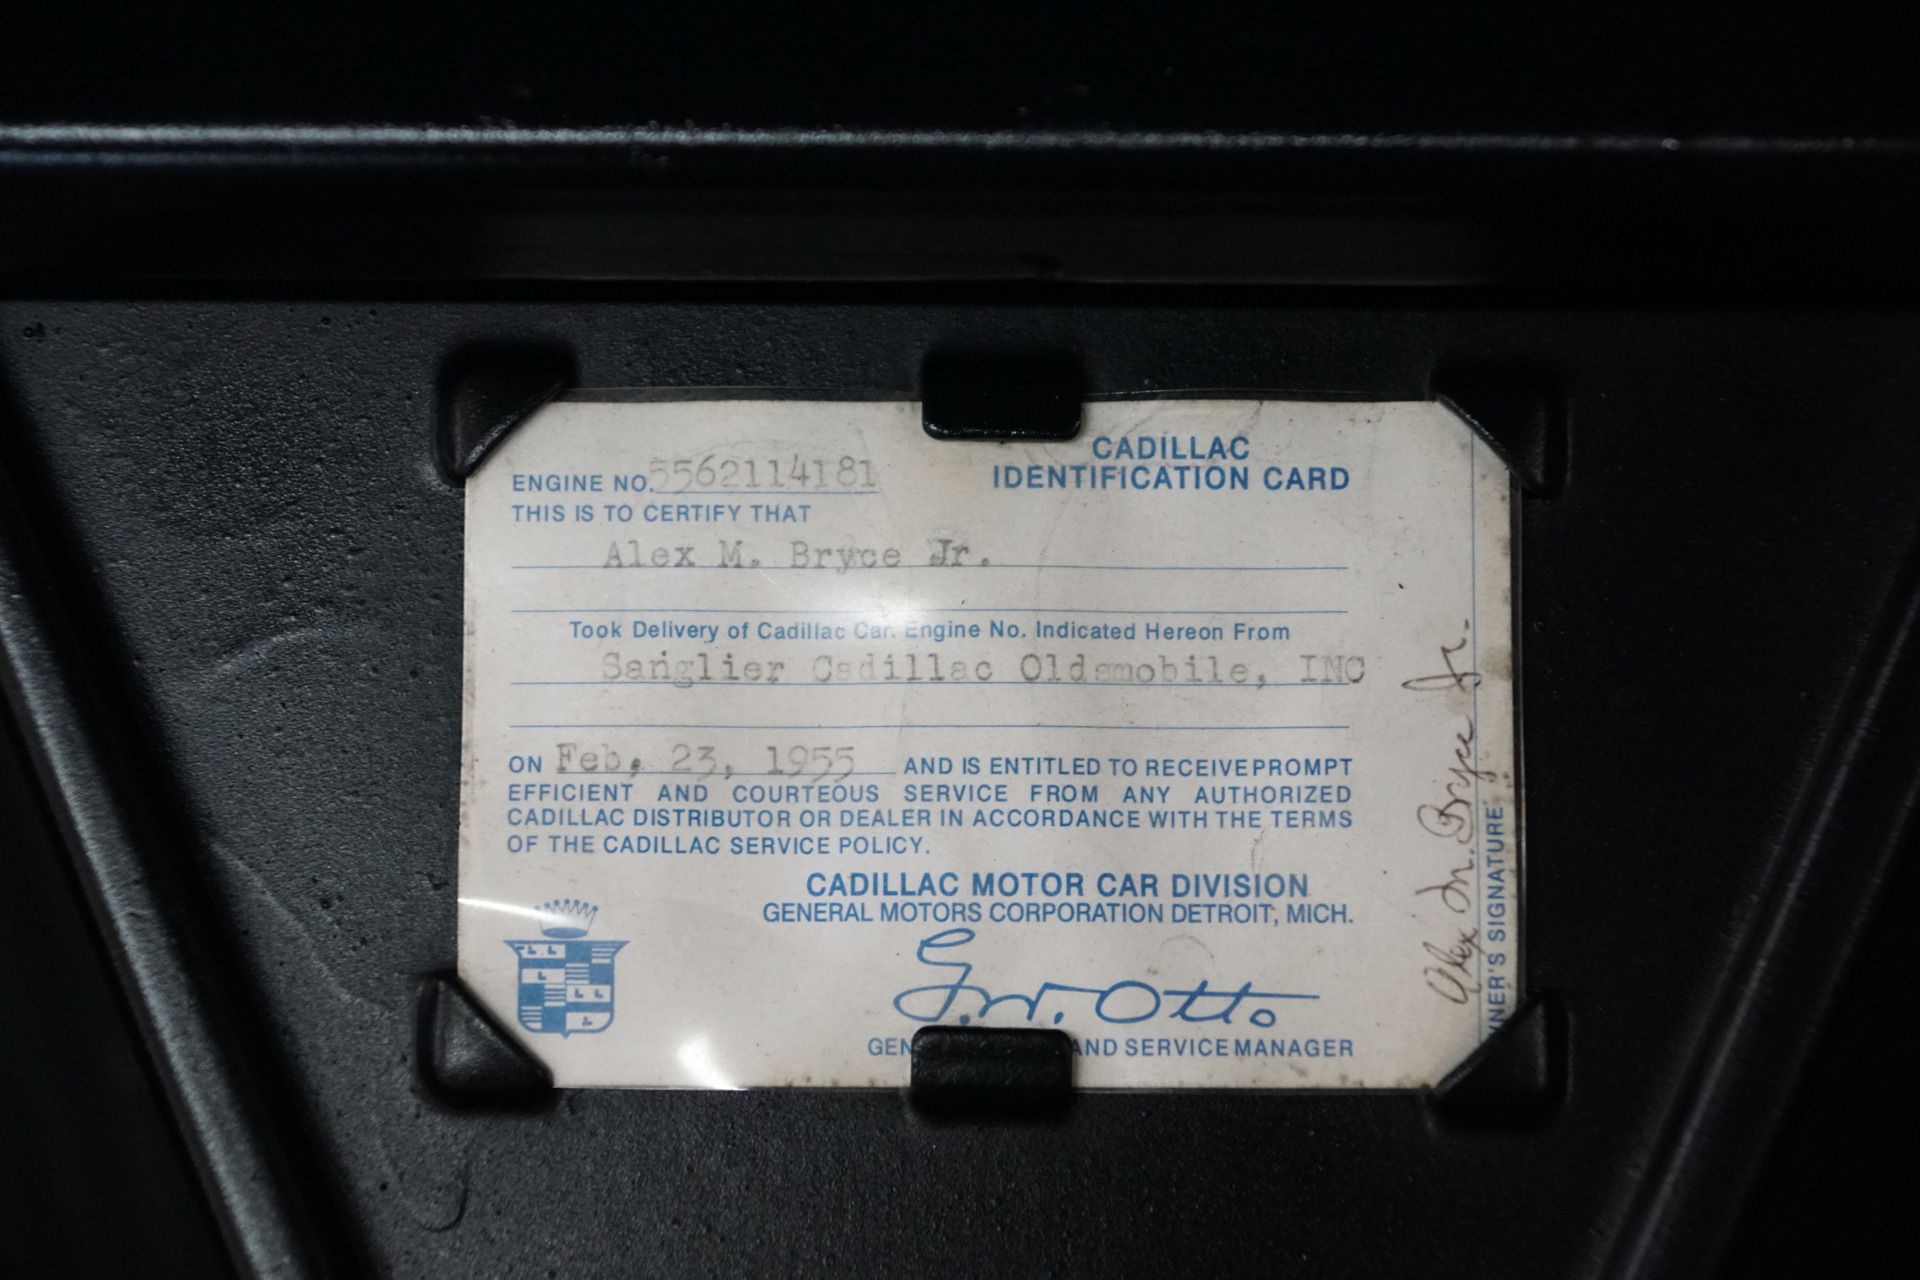 CADILLAC
IDENTIFICATION CARD
ENGINE NO. 5562114181
THIS IS TO CERTIFY THAT
Alex M. Bryce Jr.
Took Delivery of Cadillac Car. Engine No. Indicated Hereon From
Sanglier Cadillac Oldsmobile, INC
ON Feb, 23, 1955 AND IS ENTITLED TO RECEIVE PROMPT
EFFICIENT AND COURTEOUS SERVICE FROM ANY AUTHORIZED
CADILLAC DISTRIBUTOR OR DEALER IN ACCORDANCE WITH THE TERMS
OF THE CADILLAC SERVICE POLICY.
CADILLAC MOTOR CAR DIVISION
GENERAL MOTORS CORPORATION DETROIT, MICH.
G.W. Otto
AND SERVICE MANAGER
Alex M. Bryce Jr.
SIGNATURE